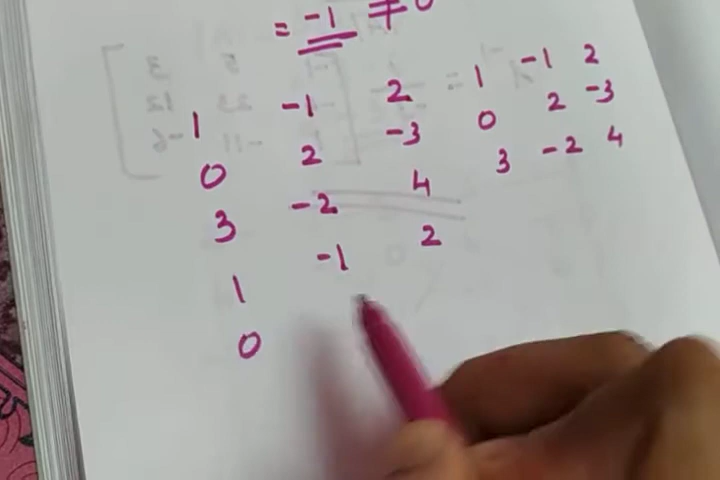 = -1 ≠ 0
1 -1 2 1 -1 2
0 2 -3 0 2 -3
3 -2 4 3 -2 4
1 -1 2
0